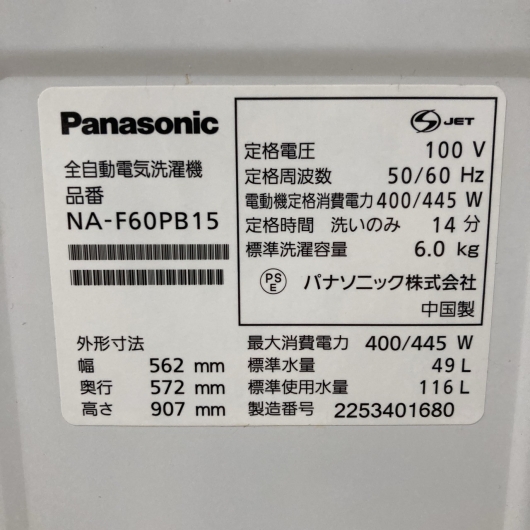 Panasonic
全自動電気洗濯機
品番
NA-F60PB15
外形寸法
幅 562 mm
奥行 572 mm
高さ 907 mm
S JET
定格電圧 100 V
定格周波数 50/60 Hz
電動機定格消費電力 400/445 W
定格時間 洗いのみ 14 分
標準洗濯容量 6.0 kg
PS E パナソニック株式会社
中国製
最大消費電力 400/445 W
標準水量 49 L
標準使用水量 116 L
製造番号 2253401680